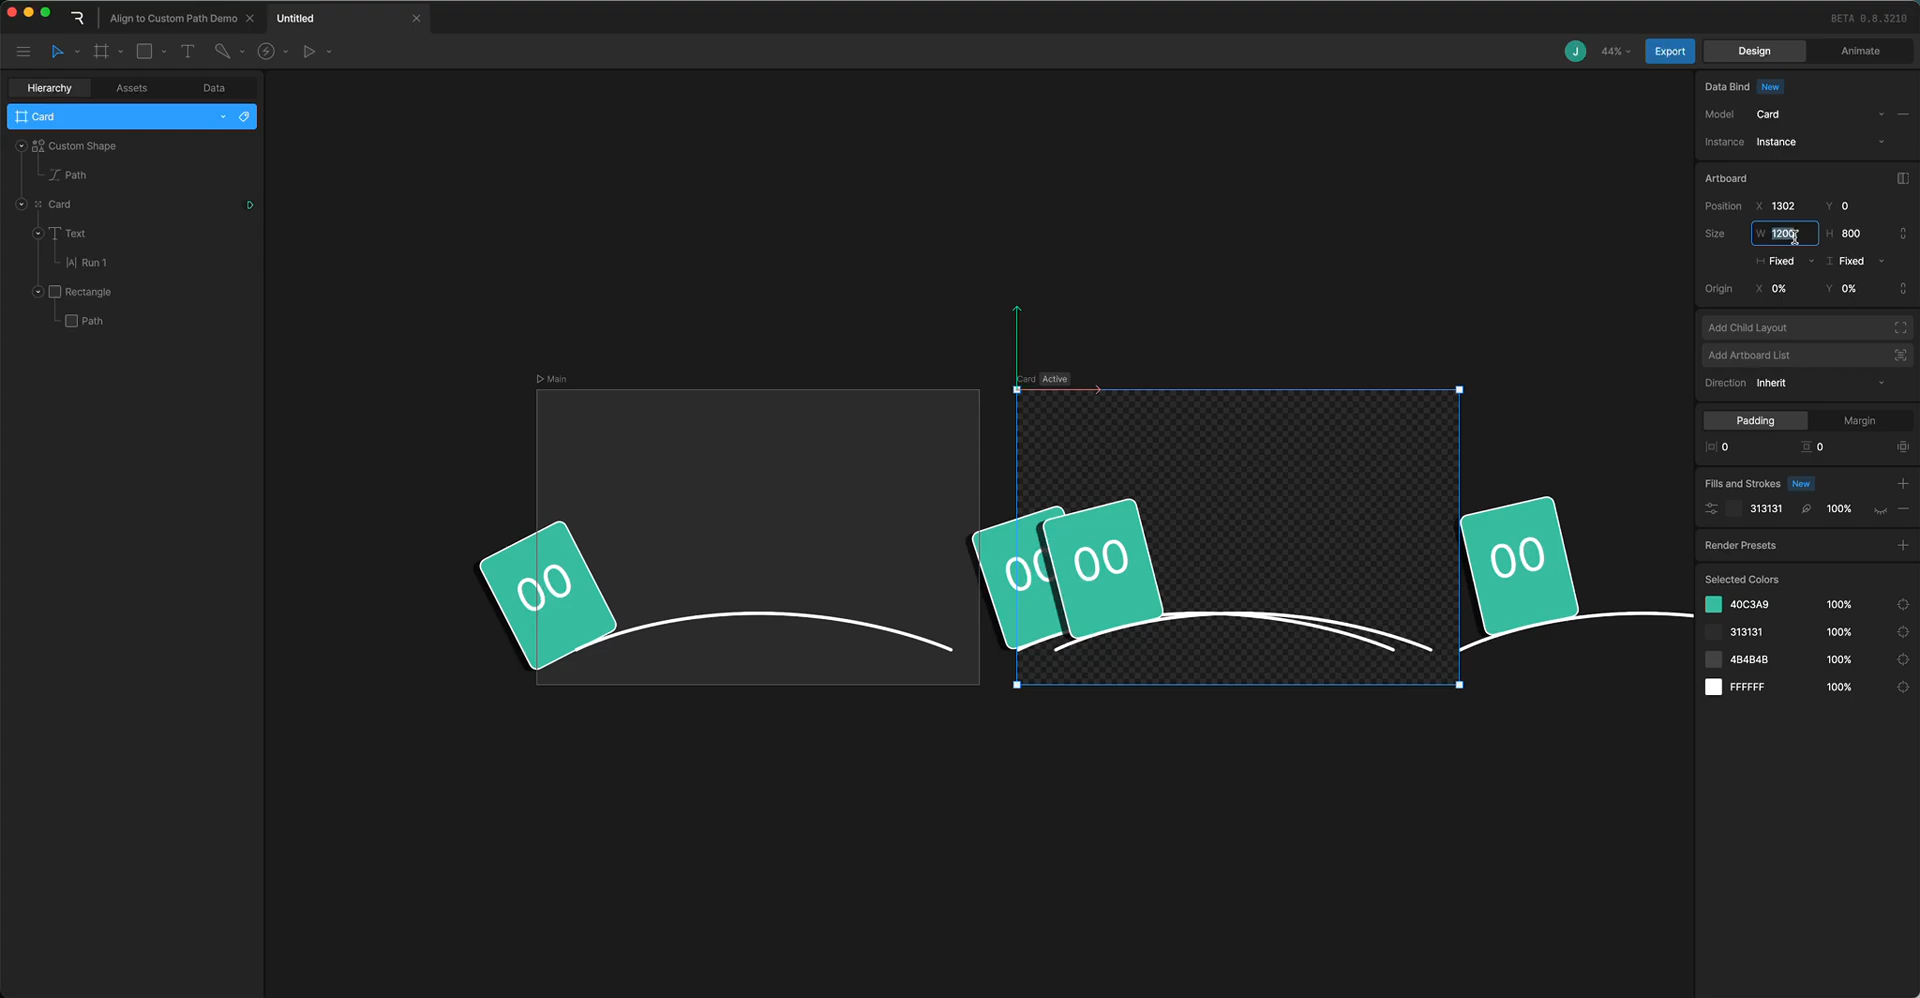 Align to Custom Path Demo
Untitled
BETA 0.8.3210
J
44%
Export
Design
Animate
Hierarchy
Assets
Data
Card
Custom Shape
Path
Card
Text
Run 1
Rectangle
Path
Main
Card
Active
00
00
00
00
Data Bind
New
Model
Card
Instance
Instance
Artboard
Position
X 1302
Y 0
Size
W 1200
H 800
Fixed
Fixed
Origin
X 0%
Y 0%
Add Child Layout
Add Artboard List
Direction
Inherit
Padding
Margin
0
0
Fills and Strokes
New
313131
100%
Render Presets
Selected Colors
40C3A9
100%
313131
100%
4B4B4B
100%
FFFFFF
100%